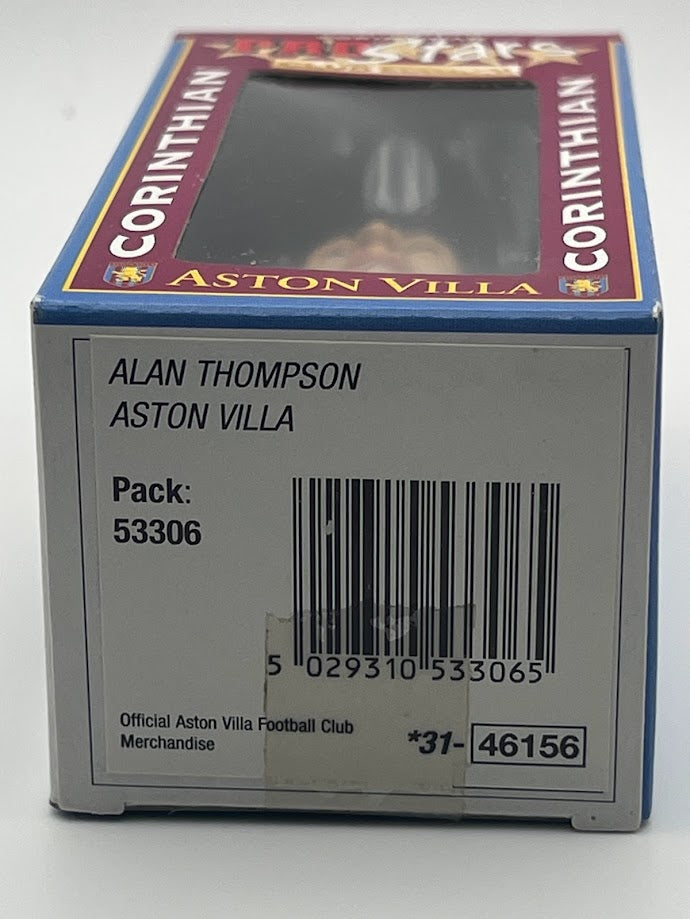 Stars
CORINTHIAN
CORINTHIAN
ASTON VILLA
ALAN THOMPSON
ASTON VILLA
Pack:
53306
5 029310 533065
Official Aston Villa Football Club
Merchandise
*31- 46156